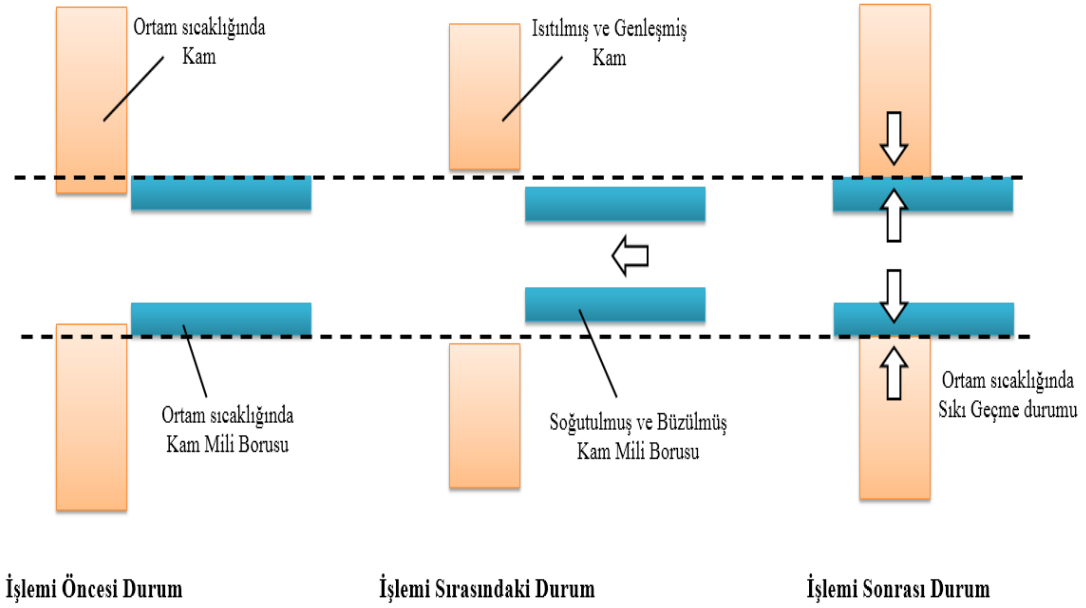 Ortam sıcaklığında
Kam
Isıtılmış ve Genleşmiş
Kam
Ortam sıcaklığında
Kam Mili Borusu
Soğutulmuş ve Büzülmüş
Kam Mili Borusu
Ortam sıcaklığında
Sıkı Geçme durumu
İşlemi Öncesi Durum
İşlemi Sırasındaki Durum
İşlemi Sonrası Durum